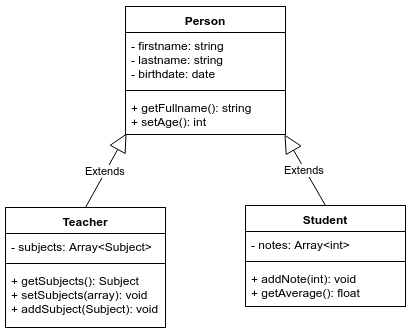 Person
- firstname: string
- lastname: string
- birthdate: date
+ getFullname(): string
+ setAge(): int
Extends
Extends
Teacher
- subjects: Array<Subject>
+ getSubjects(): Subject
+ setSubjects(array): void
+ addSubject(Subject): void
Student
- notes: Array<int>
+ addNote(int): void
+ getAverage(): float